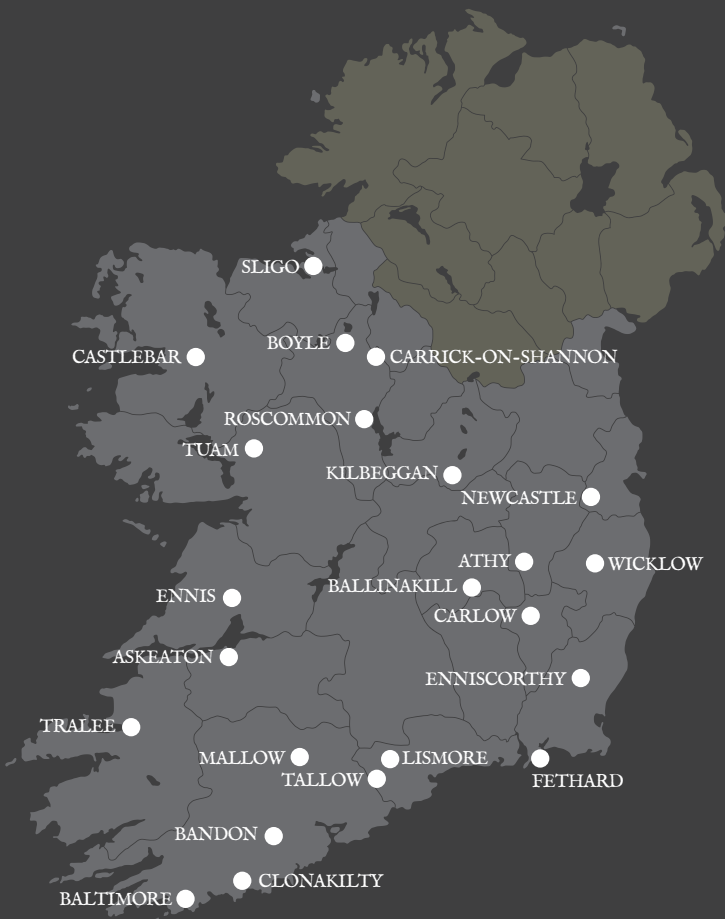 SLIGO
BOYLE
CASTLEBAR
CARRICK-ON-SHANNON
ROSCOMMON
TUAM
KILBEGGAN
NEWCASTLE
ATHY
WICKLOW
BALLINAKILL
ENNIS
CARLOW
ASKEATON
ENNISCORTHY
TRALEE
MALLOW
LISMORE
TALLOW
FETHARD
BANDON
CLONAKILTY
BALTIMORE